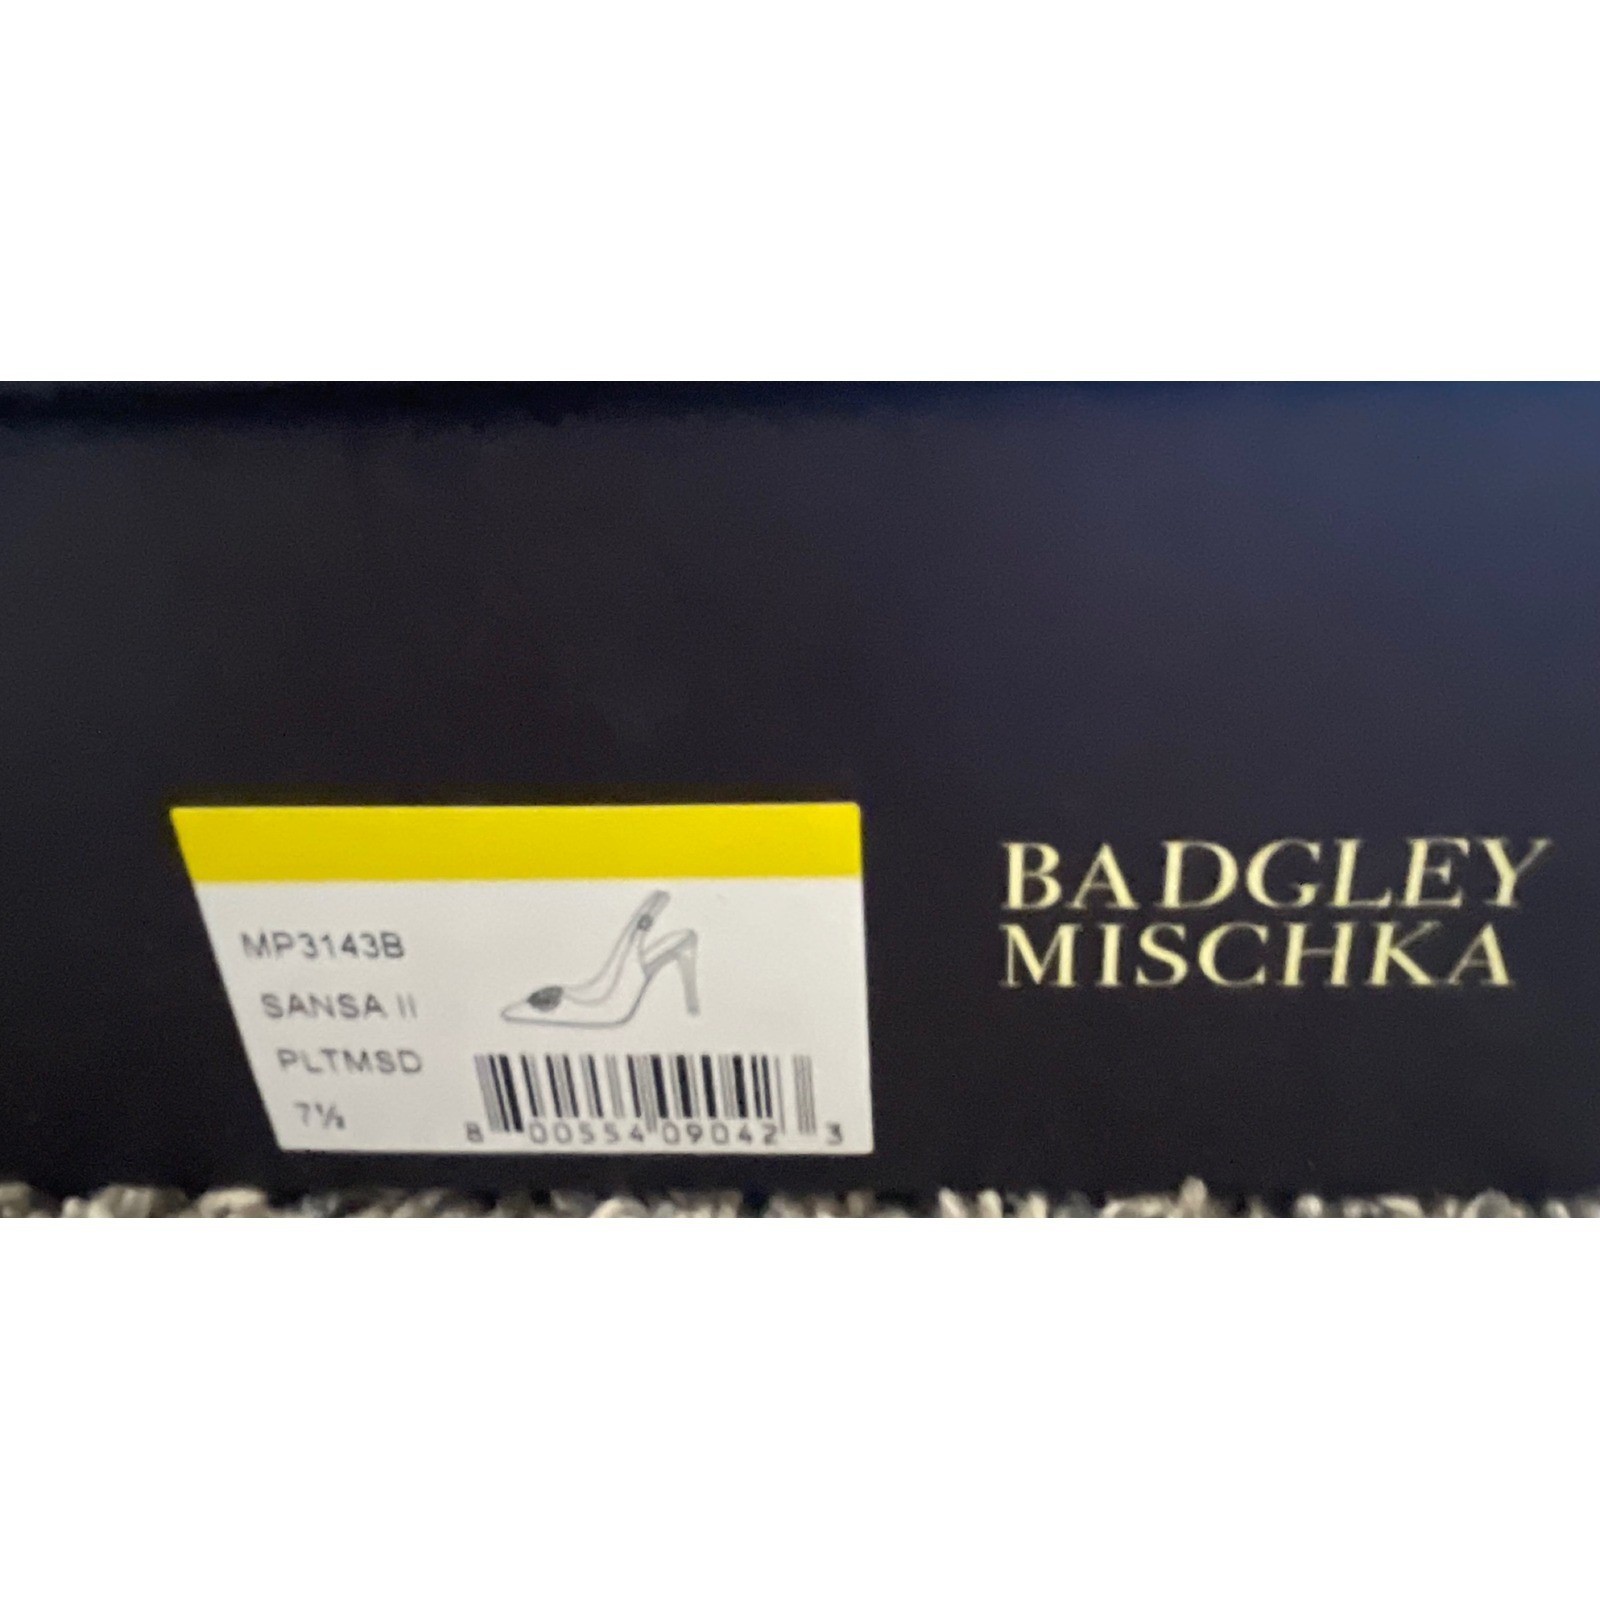 MP3143B
SANSA II
PLTMSD
7½
8 00554 09042 3
BADGLEY
MISCHKA